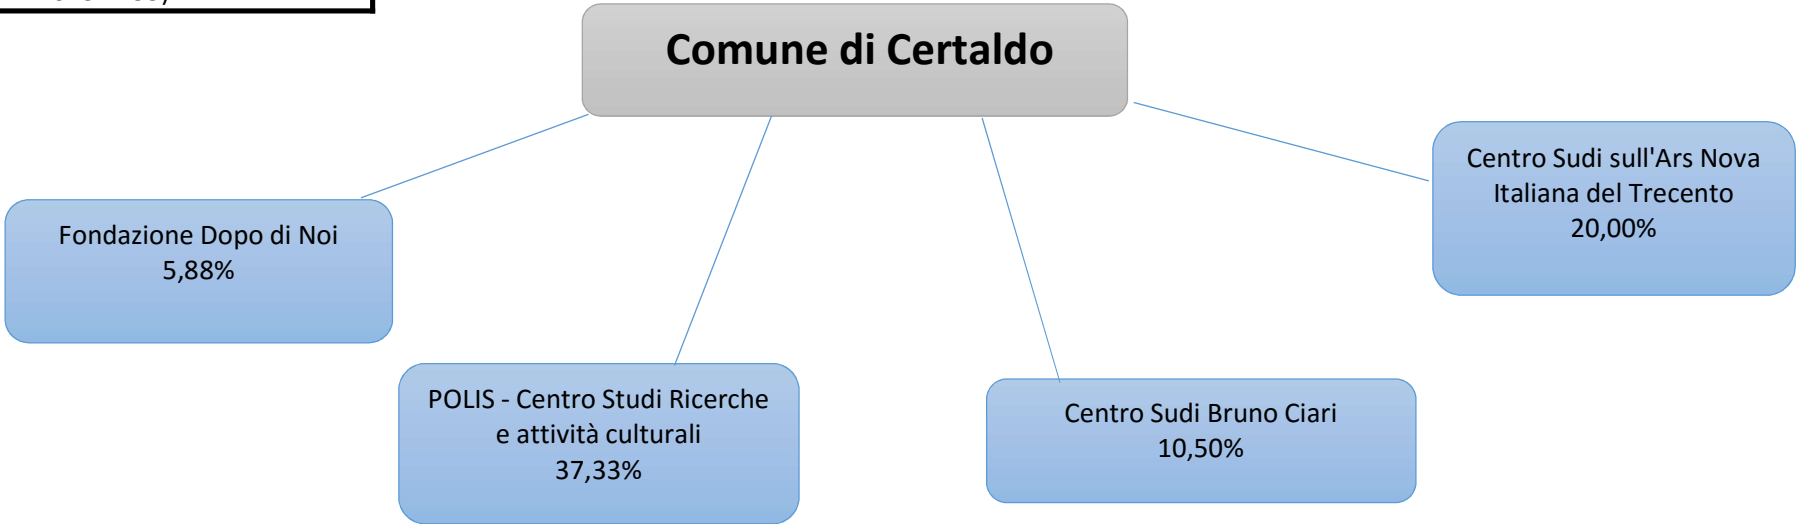 Comune di Certaldo
Centro Sudi sull'Ars Nova
Italiana del Trecento
20,00%
Fondazione Dopo di Noi
5,88%
POLIS - Centro Studi Ricerche
e attività culturali
37,33%
Centro Sudi Bruno Ciari
10,50%